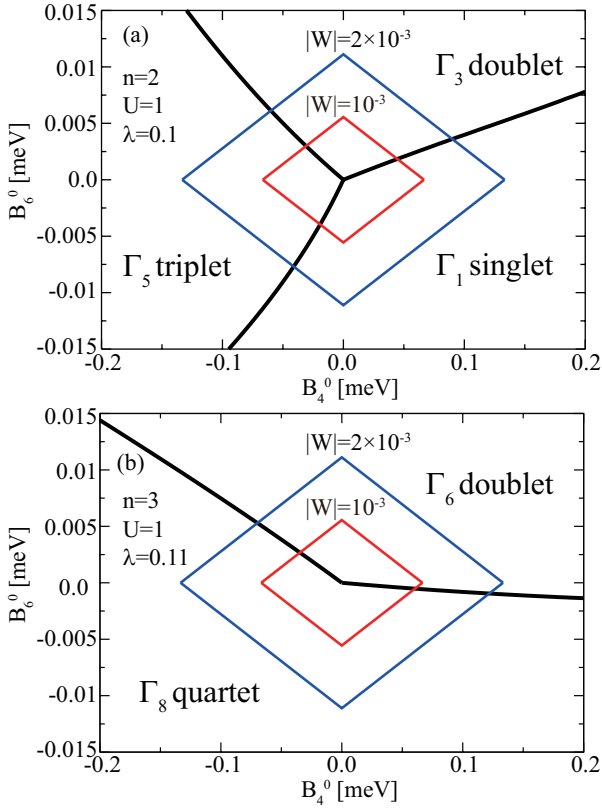 (a)
|W|=2×10⁻³
Γ₃ doublet
n=2
U=1
λ=0.1
|W|=10⁻³
Γ₅ triplet
Γ₁ singlet
B₆⁰ [meV]
0.015
0.01
0.005
0.0
-0.005
-0.01
-0.015
-0.2
-0.1
0.0
0.1
0.2
B₄⁰ [meV]
(b)
|W|=2×10⁻³
Γ₆ doublet
n=3
U=1
λ=0.11
|W|=10⁻³
Γ₈ quartet
B₆⁰ [meV]
0.015
0.01
0.005
0.0
-0.005
-0.01
0.015
-0.2
-0.1
0.0
0.1
0.2
B₄⁰ [meV]